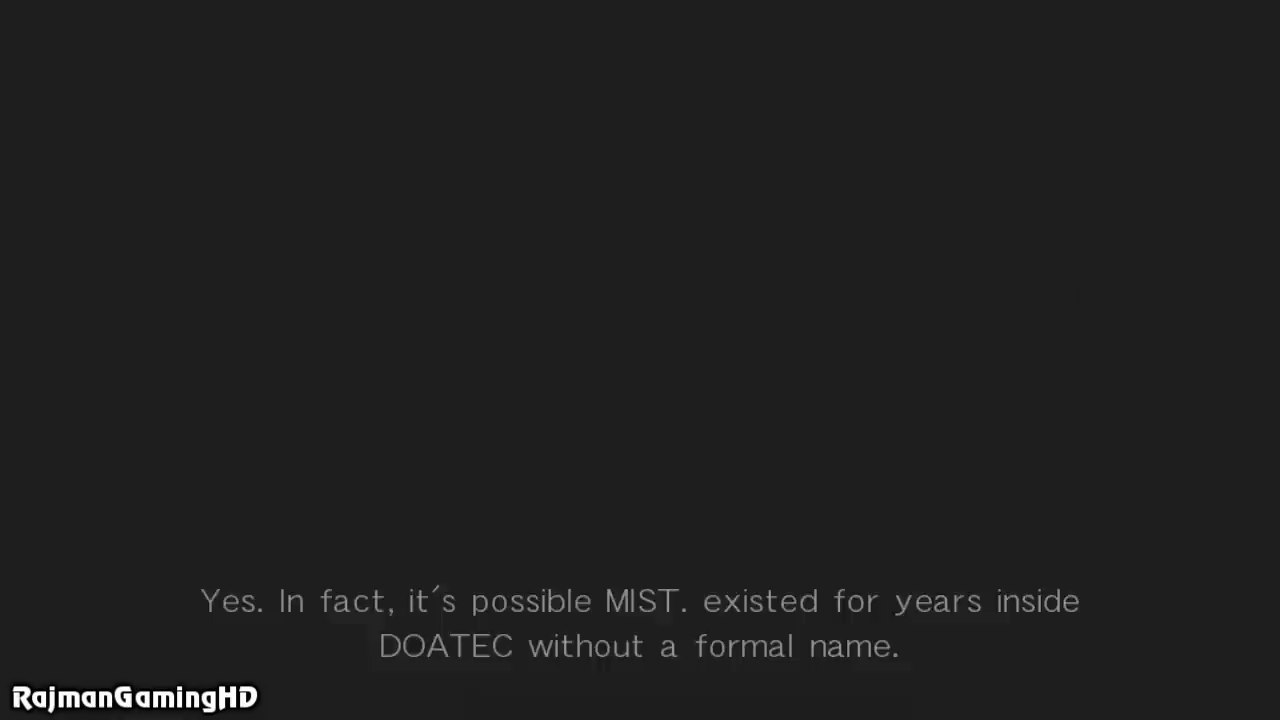 Yes. In fact, it´s possible MIST. existed for years inside
DOATEC without a formal name.
RajmanGamingHD